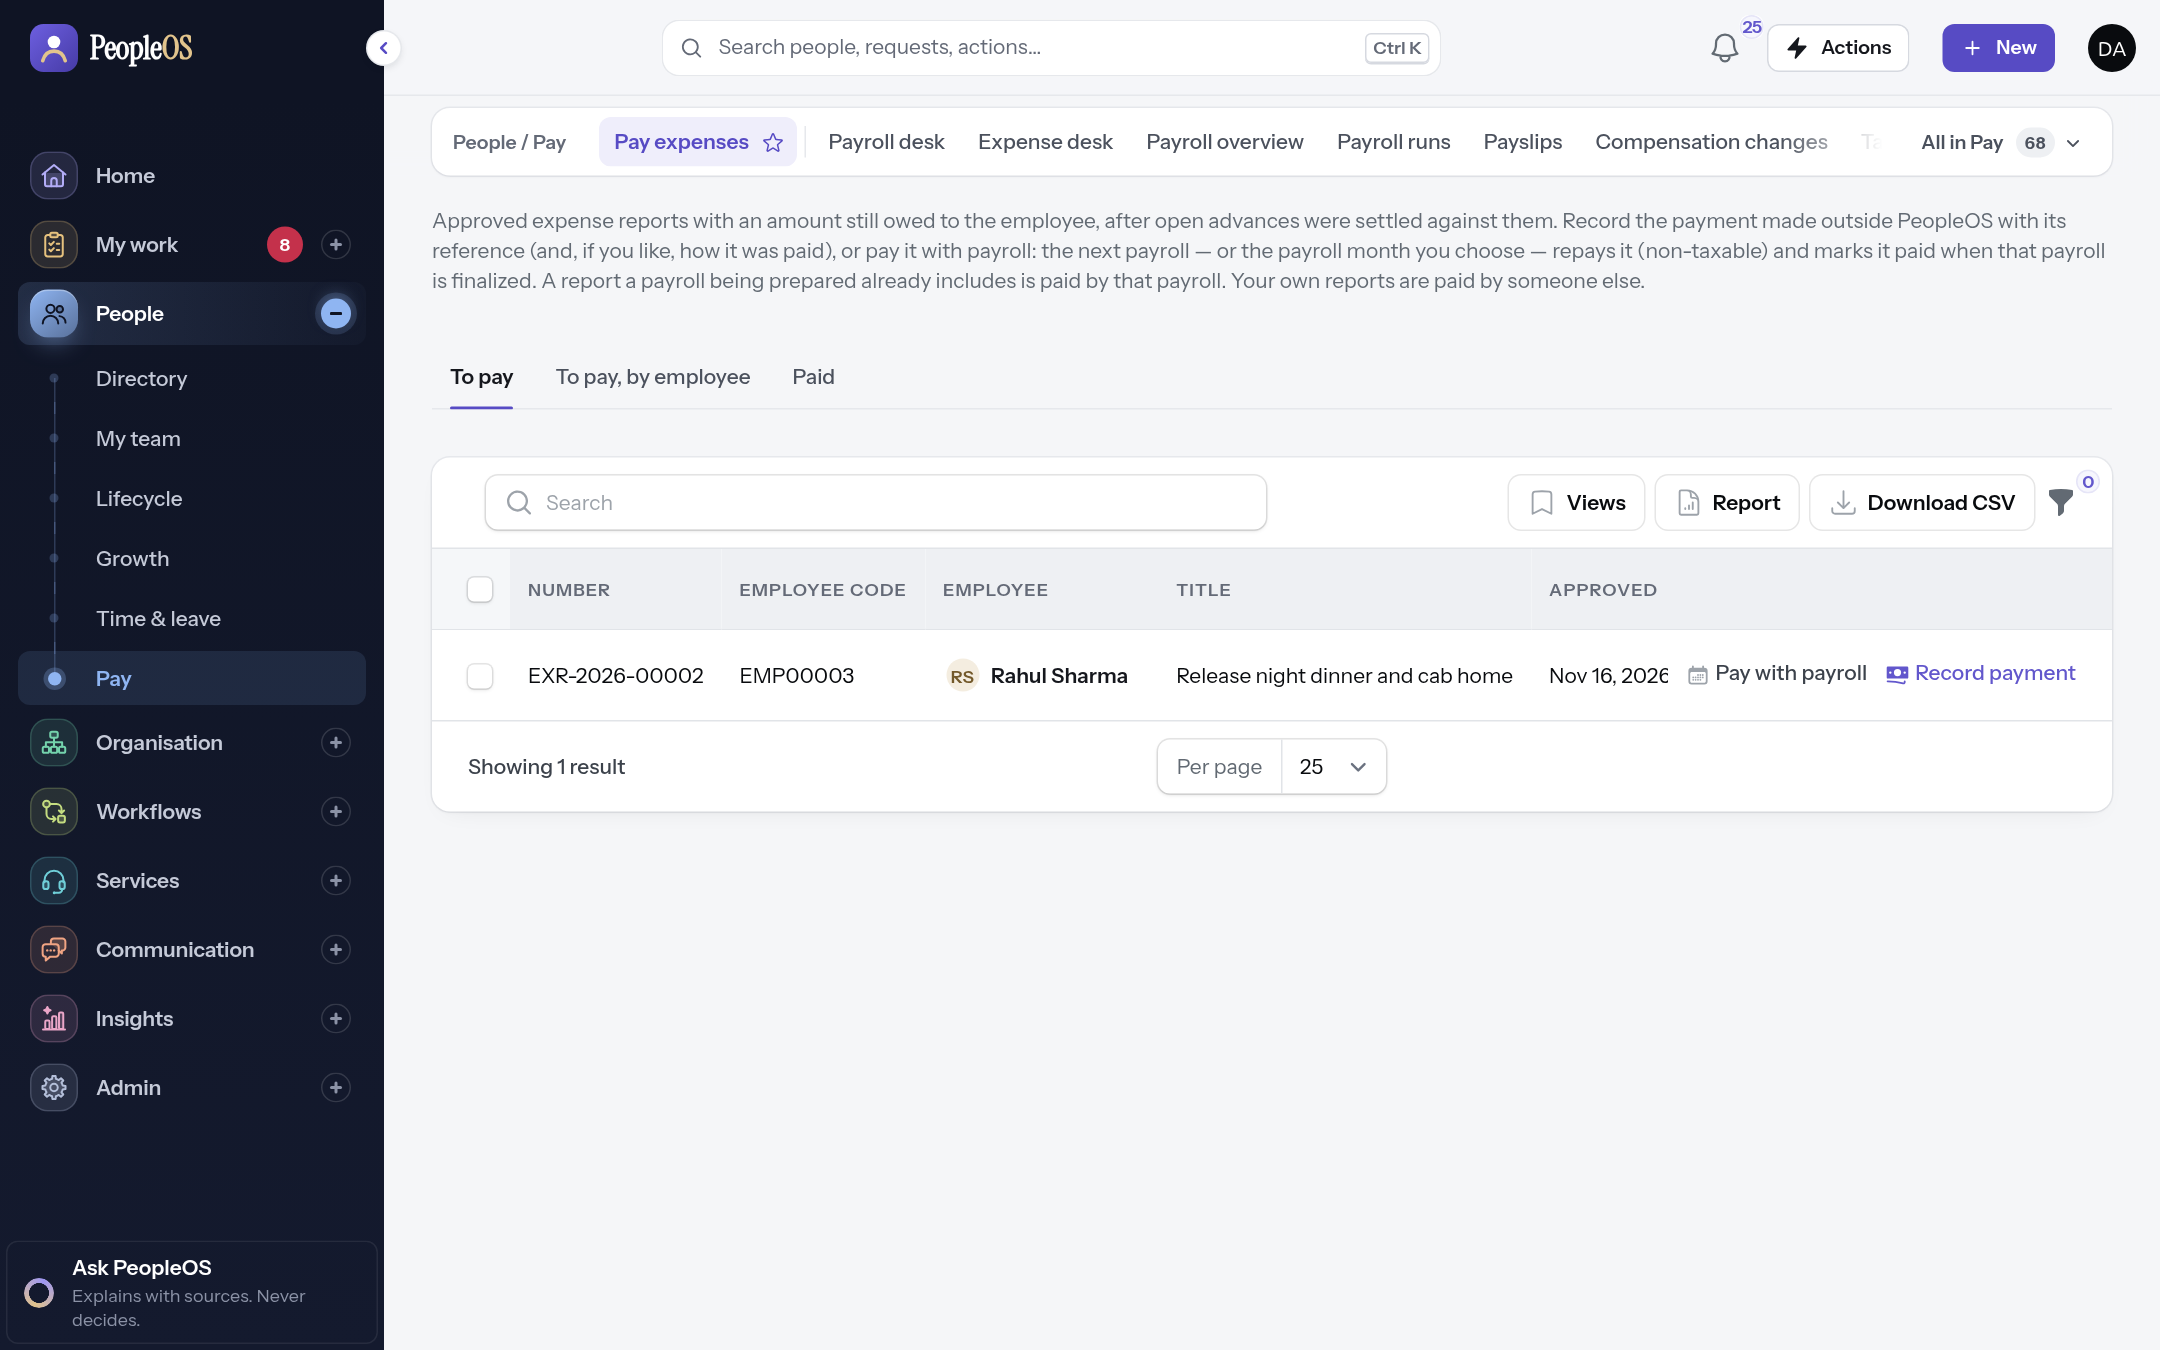 PeopleOS
Search people, requests, actions...
Ctrl K
25
Actions
New
DA
Home
My work
8
People
Directory
My team
Lifecycle
Growth
Time & leave
Pay
Organisation
Workflows
Services
Communication
Insights
Admin
Ask PeopleOS
Explains with sources. Never
decides.
People / Pay
Pay expenses
Payroll desk
Expense desk
Payroll overview
Payroll runs
Payslips
Compensation changes
All in Pay
68
Approved expense reports with an amount still owed to the employee, after open advances were settled against them. Record the payment made outside PeopleOS with its
reference (and, if you like, how it was paid), or pay it with payroll: the next payroll — or the payroll month you choose — repays it (non-taxable) and marks it paid when that payroll
is finalized. A report a payroll being prepared already includes is paid by that payroll. Your own reports are paid by someone else.
To pay
To pay, by employee
Paid
Search
Views
Report
Download CSV
0
NUMBER
EMPLOYEE CODE
EMPLOYEE
TITLE
APPROVED
EXR-2026-00002
EMP00003
RS
Rahul Sharma
Release night dinner and cab home
Nov 16, 2026
Pay with payroll
Record payment
Showing 1 result
Per page
25